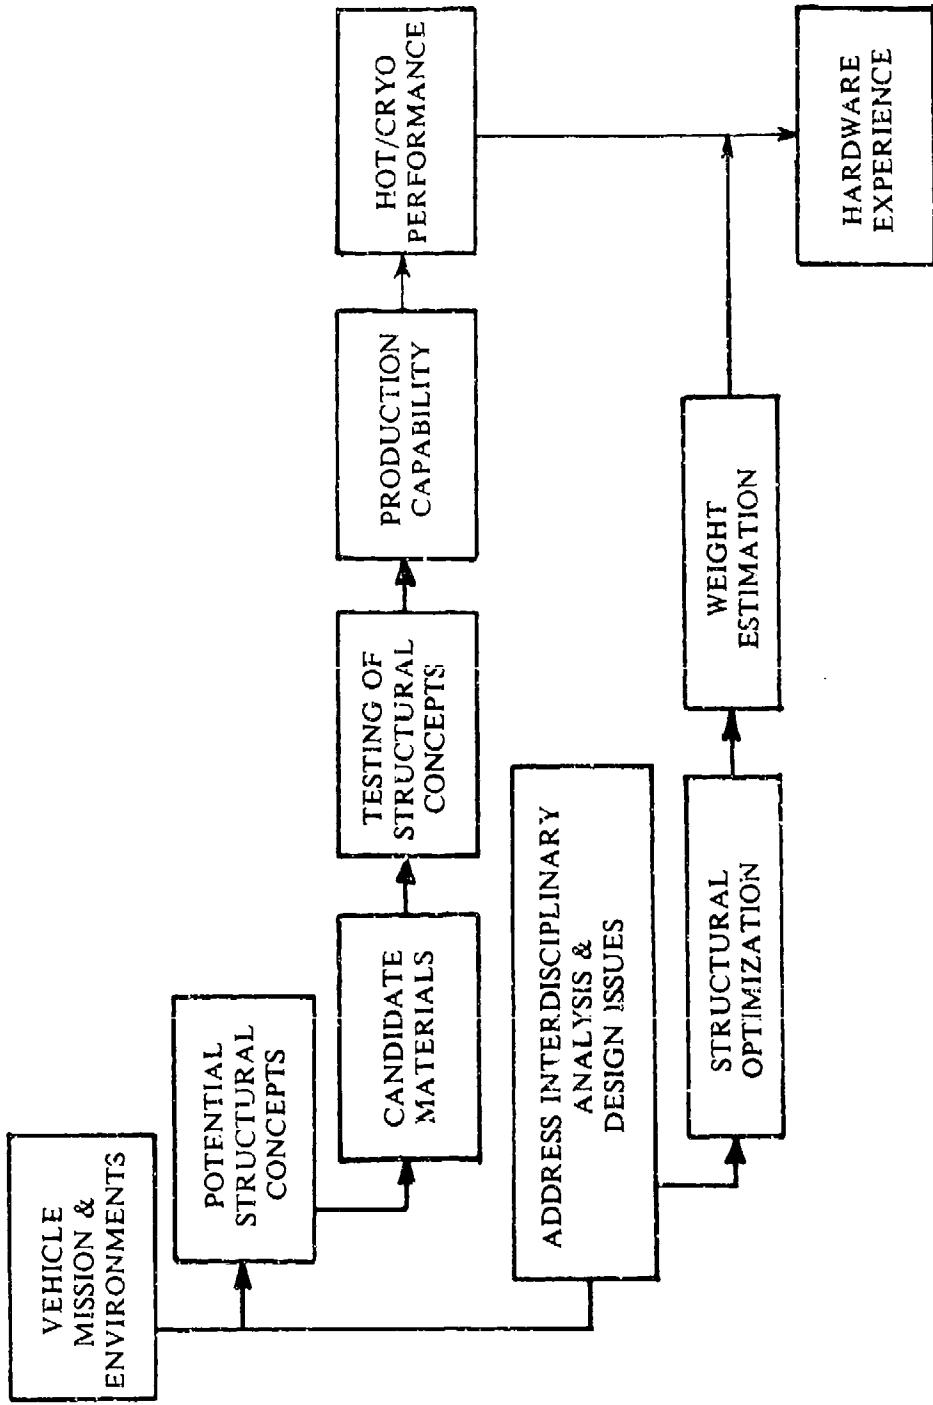 VEHICLE
MISSION &
ENVIRONMENTS
POTENTIAL
STRUCTURAL
CONCEPTS
CANDIDATE
MATERIALS
TESTING OF
STRUCTURAL
CONCEPTS
PRODUCTION
CAPABILITY
HOT/CRYO
PERFORMANCE
ADDRESS INTERDISCIPLINARY
ANALYSIS &
DESIGN ISSUES
STRUCTURAL
OPTIMIZATION
WEIGHT
ESTIMATION
HARDWARE
EXPERIENCE